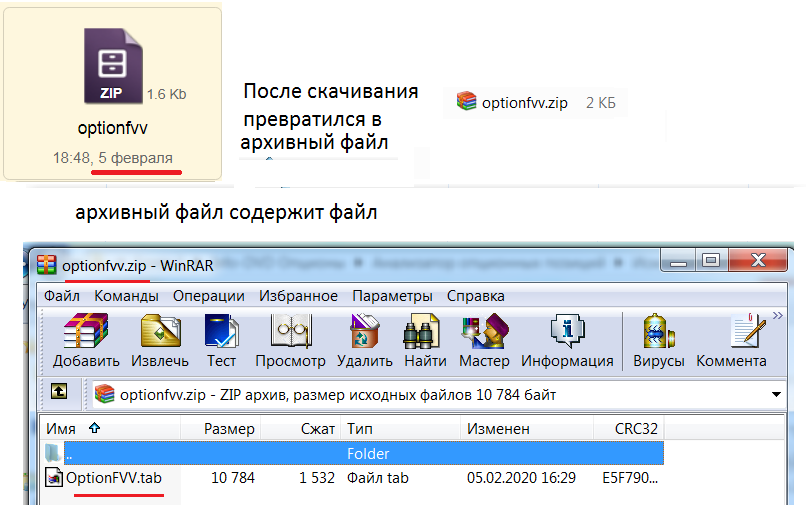 ZIP
1.6 Kb
optionfvv
18:48, 5 февраля
После скачивания
превратился в
архивный файл
optionfvv.zip 2 КБ
архивный файл содержит файл
optionfvv.zip - WinRAR
Файл Команды Операции Избранное Параметры Справка
Добавить Извлечь Тест Просмотр Удалить Найти Мастер Информация Вирусы Коммента
optionfvv.zip - ZIP архив, размер исходных файлов 10 784 байт
Имя Размер Сжат Тип Изменен CRC32
.. Folder
OptionFVV.tab 10 784 1 532 Файл tab 05.02.2020 16:29 E5F790...